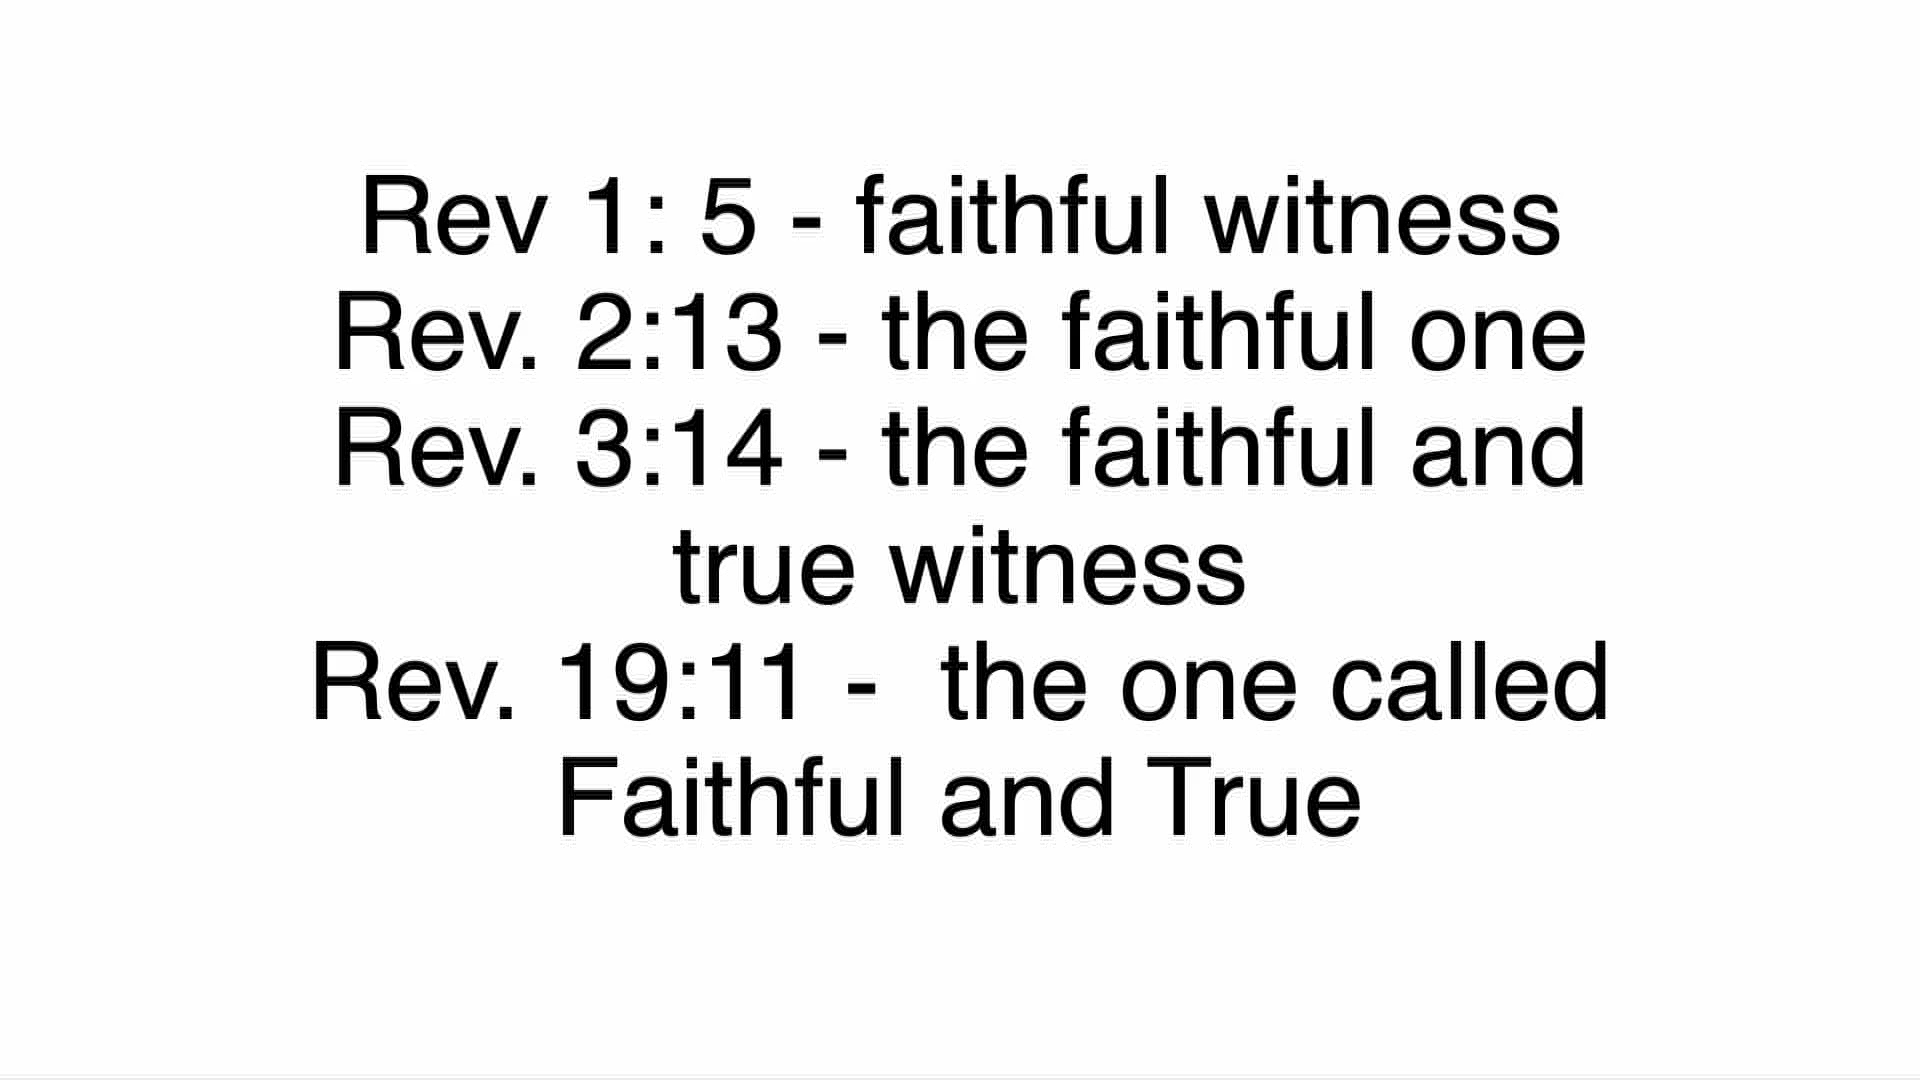 Rev 1: 5 - faithful witness
Rev. 2:13 - the faithful one
Rev. 3:14 - the faithful and
true witness
Rev. 19:11 -  the one called
Faithful and True